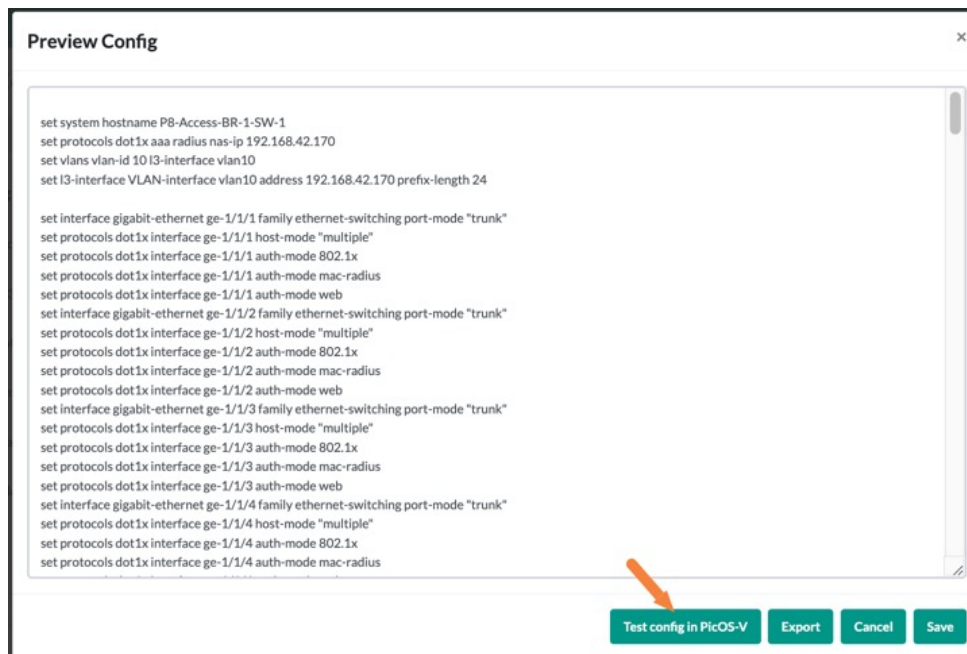 Preview Config
×
set system hostname P8-Access-BR-1-SW-1
set protocols dot1x aaa radius nas-ip 192.168.42.170
set vlans vlan-id 10 l3-interface vlan10
set l3-interface VLAN-interface vlan10 address 192.168.42.170 prefix-length 24
set interface gigabit-ethernet ge-1/1/1 family ethernet-switching port-mode "trunk"
set protocols dot1x interface ge-1/1/1 host-mode "multiple"
set protocols dot1x interface ge-1/1/1 auth-mode 802.1x
set protocols dot1x interface ge-1/1/1 auth-mode mac-radius
set protocols dot1x interface ge-1/1/1 auth-mode web
set interface gigabit-ethernet ge-1/1/2 family ethernet-switching port-mode "trunk"
set protocols dot1x interface ge-1/1/2 host-mode "multiple"
set protocols dot1x interface ge-1/1/2 auth-mode 802.1x
set protocols dot1x interface ge-1/1/2 auth-mode mac-radius
set protocols dot1x interface ge-1/1/2 auth-mode web
set interface gigabit-ethernet ge-1/1/3 family ethernet-switching port-mode "trunk"
set protocols dot1x interface ge-1/1/3 host-mode "multiple"
set protocols dot1x interface ge-1/1/3 auth-mode 802.1x
set protocols dot1x interface ge-1/1/3 auth-mode mac-radius
set protocols dot1x interface ge-1/1/3 auth-mode web
set interface gigabit-ethernet ge-1/1/4 family ethernet-switching port-mode "trunk"
set protocols dot1x interface ge-1/1/4 host-mode "multiple"
set protocols dot1x interface ge-1/1/4 auth-mode 802.1x
set protocols dot1x interface ge-1/1/4 auth-mode mac-radius
Test config in PicOS-V Export Cancel Save